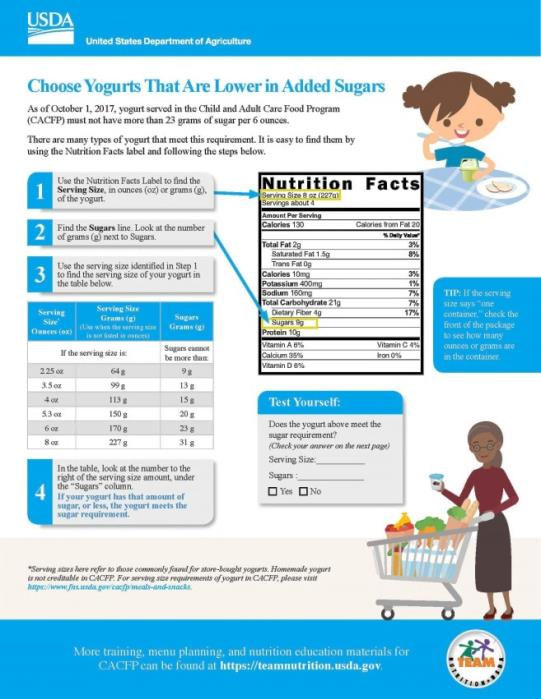 USDA
United States Department of Agriculture
Choose Yogurts That Are Lower in Added Sugars
As of October 1, 2017, yogurt served in the Child and Adult Care Food Program
(CACFP) must not have more than 23 grams of sugar per 6 ounces.
There are many types of yogurt that meet this requirement. It is easy to find them by
using the Nutrition Facts label and following the steps below.
1
Use the Nutrition Facts Label to find the
Serving Size, in ounces (oz) or grams (g),
of the yogurt.
2
Find the Sugars line. Look at the number
of grams (g) next to Sugars.
3
Use the serving size identified in Step 1
to find the serving size of your yogurt in
the table below.
Serving Size* Ounces (oz)
Serving Size Grams (g)
(Use when the serving size is not listed in ounces)
Sugars Grams (g)
If the serving size is:
Sugars cannot be more than:
2.25 oz 64 g 9 g
3.5 oz 99 g 13 g
4 oz 113 g 15 g
5.3 oz 150 g 20 g
6 oz 170 g 23 g
8 oz 227 g 31 g
4
In the table, look at the number to the
right of the serving size amount, under
the "Sugars" column.
If your yogurt has that amount of
sugar, or less, the yogurt meets the
sugar requirement.
Nutrition Facts
Serving Size 8 oz (227g)
Servings about 4
Amount Per Serving
Calories 130 Calories from Fat 20
% Daily Value*
Total Fat 2g 3%
Saturated Fat 1.5g 8%
Trans Fat 0g
Calories 10mg 3%
Potassium 400mg 1%
Sodium 160mg 7%
Total Carbohydrate 21g 7%
Dietary Fiber 4g 17%
Sugars 9g
Protein 10g
Vitamin A 6% Vitamin C 4%
Calcium 35% Iron 0%
Vitamin D 6%
TIP: If the serving
size says "one
container," check the
front of the package
to see how many
ounces or grams are
in the container.
Test Yourself:
Does the yogurt above meet the
sugar requirement?
(Check your answer on the next page)
Serving Size:
Sugars :
Yes No
*Serving sizes here refer to those commonly found for store-bought yogurts. Homemade yogurt
is not creditable in CACFP. For serving size requirements of yogurt in CACFP, please visit
https://www.fns.usda.gov/cacfp/meals-and-snacks.
More training, menu planning, and nutrition education materials for
CACFP can be found at https://teamnutrition.usda.gov.
TEAM
NUTRITION